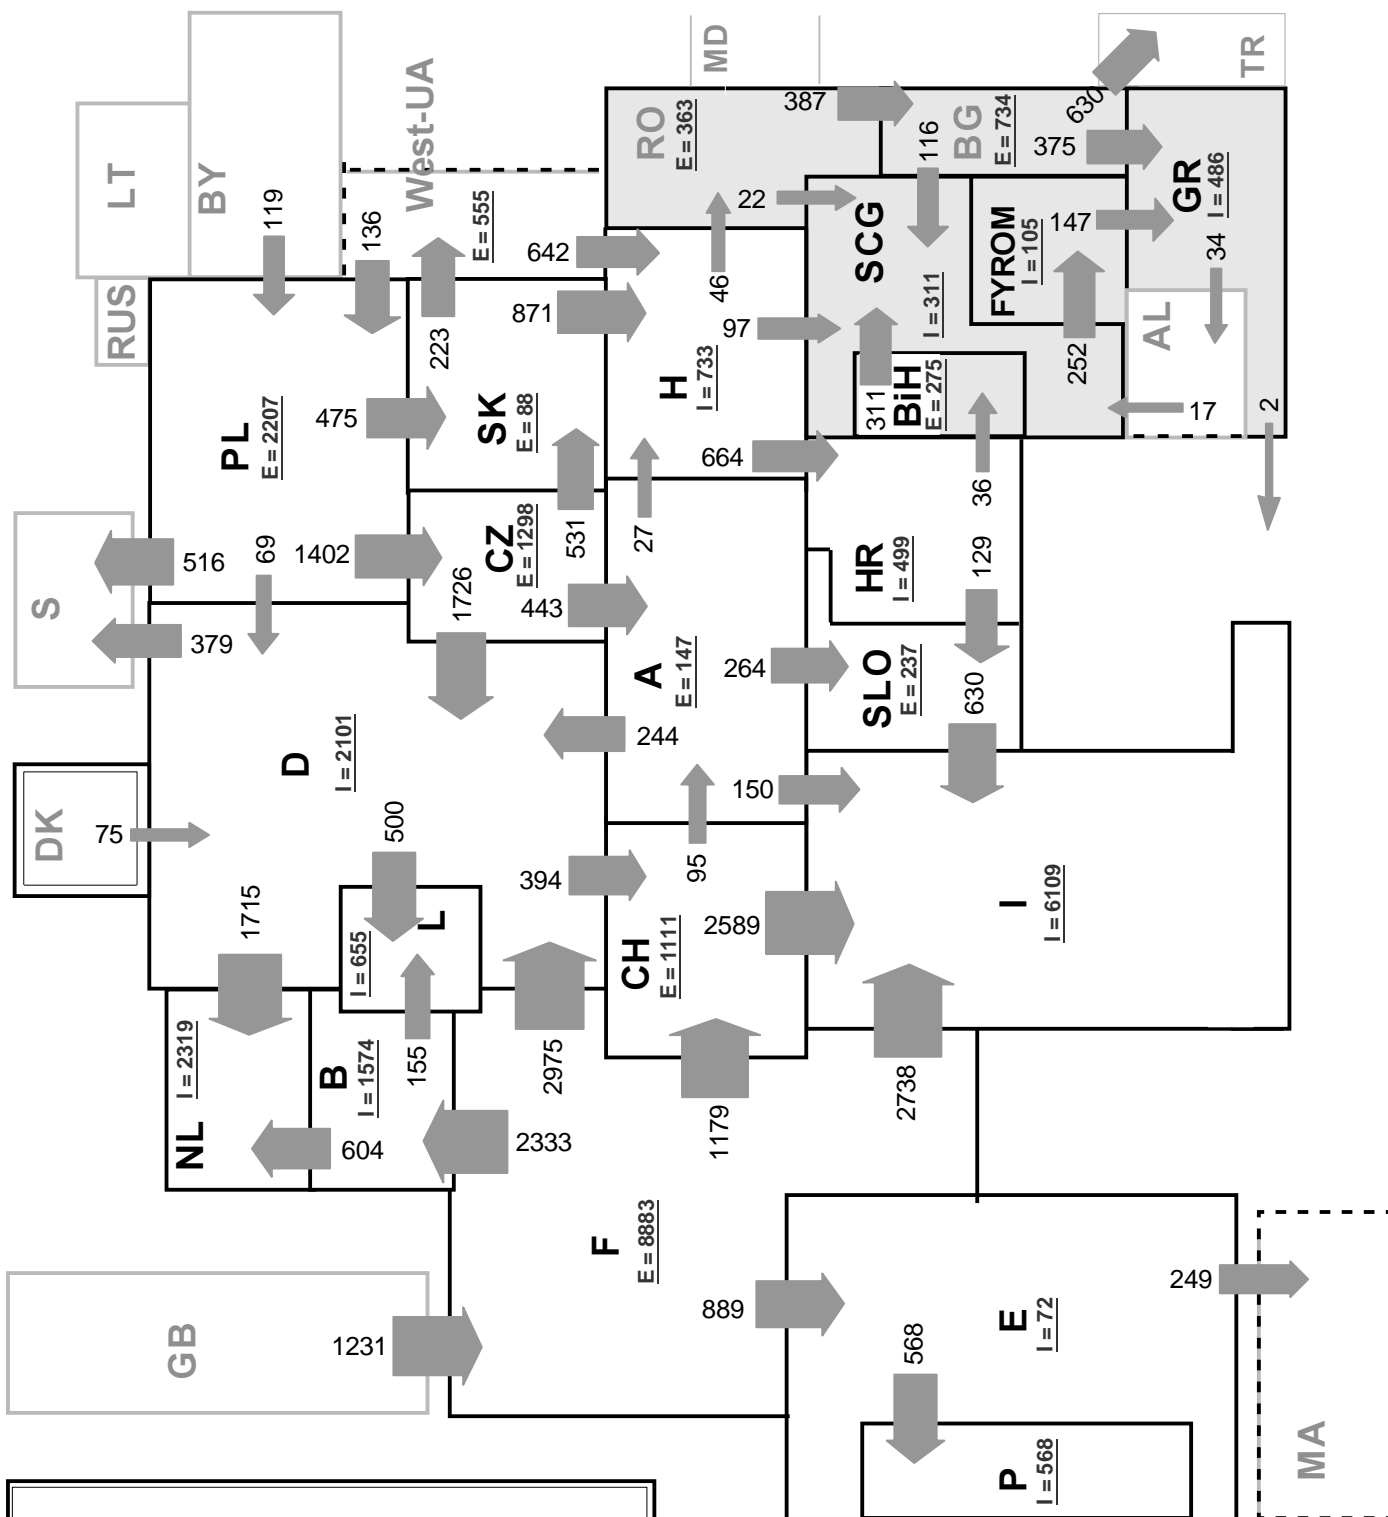 MD
TR
BY
LT
West-UA
RO
E = 363
387
BG
E = 734
630
375
GR
I = 486
116
119
136
E = 555
642
22
SCG
147
FYROM
I = 105
34
RUS
223
871
46
97
I = 311
252
AL
H
I = 733
311
BiH
E = 275
17
2
PL
E = 2207
475
SK
E = 88
664
36
516
69
1402
CZ
E = 1298
531
27
HR
I = 499
129
S
1726
443
379
A
E = 147
264
SLO
E = 237
630
244
D
I = 2101
150
DK
75
500
394
95
1715
I = 655
L
CH
E = 1111
2589
I
I = 6109
I = 2319
B
I = 1574
155
2975
NL
604
2333
1179
2738
F
E = 8883
249
889
E
I = 72
GB
1231
568
P
I = 568
MA